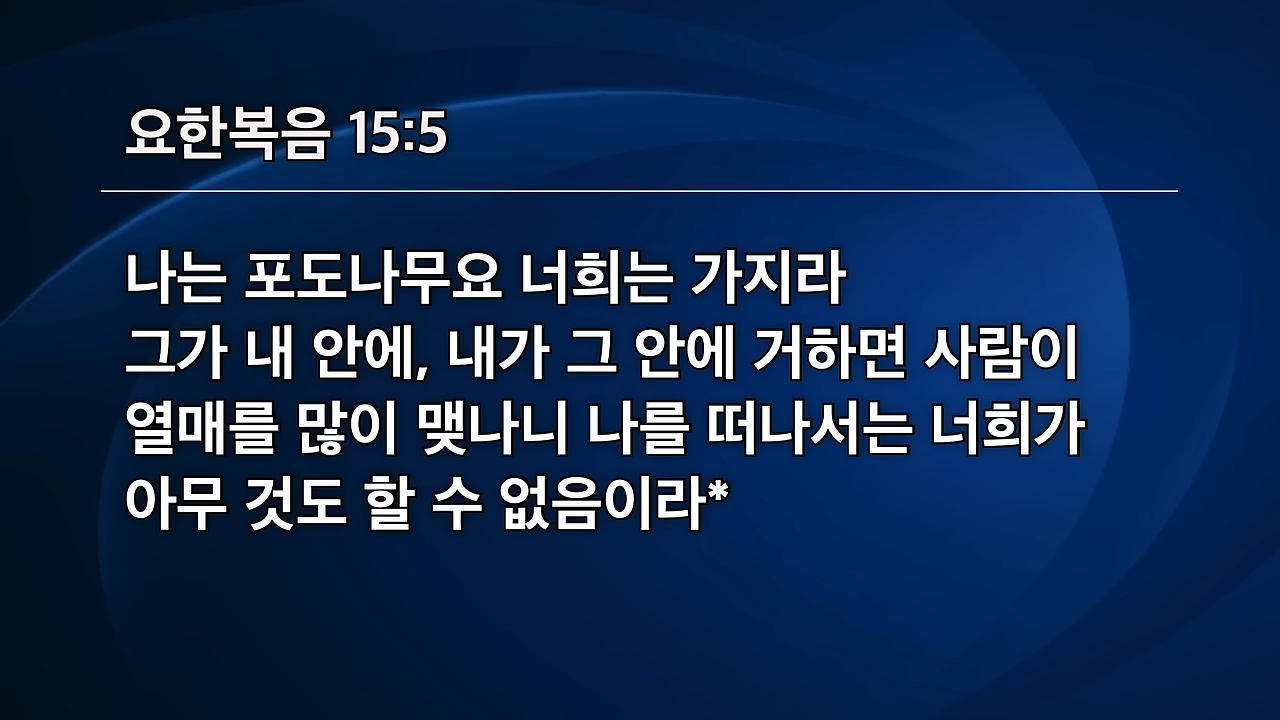 요한복음 15:5
나는 포도나무요 너희는 가지라
그가 내 안에, 내가 그 안에 거하면 사람이
열매를 많이 맺나니 나를 떠나서는 너희가
아무 것도 할 수 없음이라*